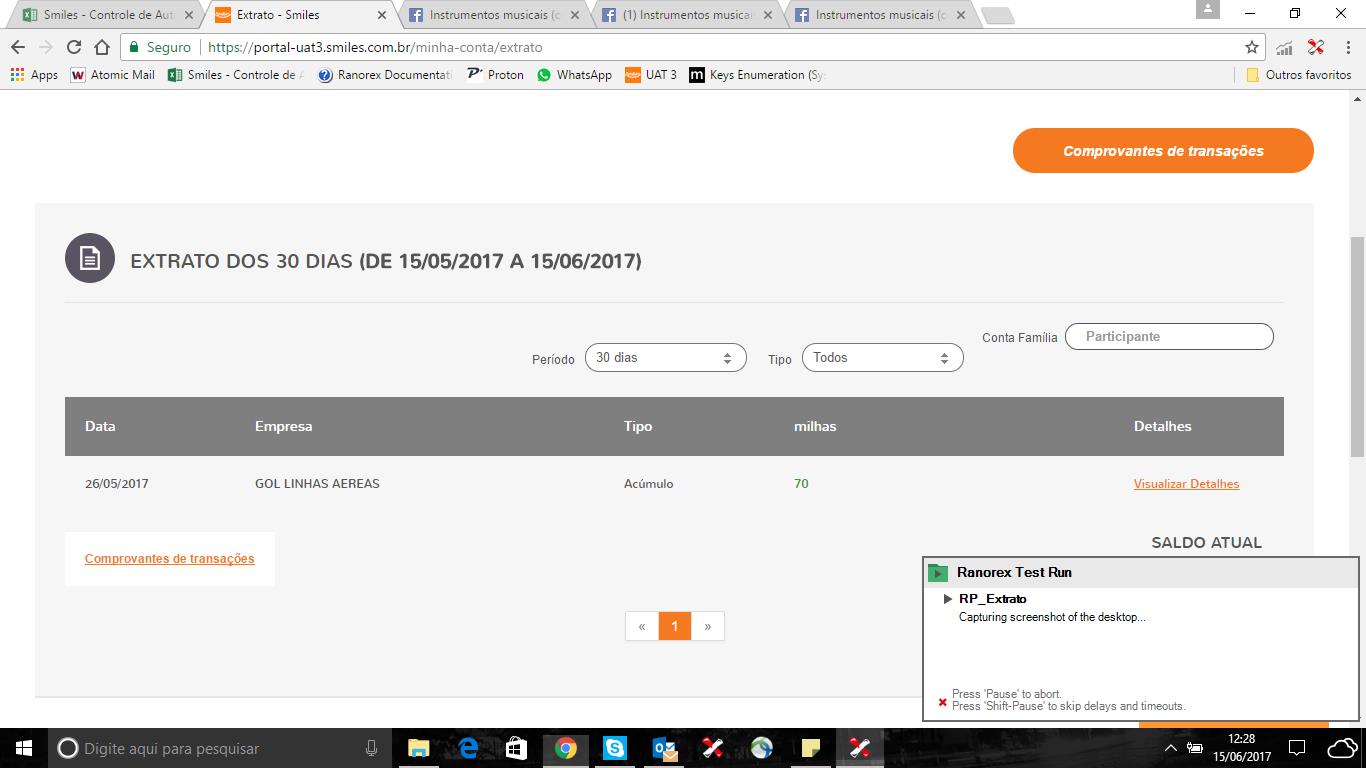 Smiles - Controle de Aut
Extrato - Smiles
Instrumentos musicais (c
(1) Instrumentos musicai
Instrumentos musicais (c
Seguro
https://portal-uat3.smiles.com.br/minha-conta/extrato
Apps
Atomic Mail
Smiles - Controle de A
Ranorex Documentati
Proton
WhatsApp
UAT 3
Keys Enumeration (Sy
Outros favoritos
Comprovantes de transações
EXTRATO DOS 30 DIAS (DE 15/05/2017 A 15/06/2017)
Conta Família
Participante
Período
30 dias
Tipo
Todos
Data
Empresa
Tipo
milhas
Detalhes
26/05/2017
GOL LINHAS AEREAS
Acúmulo
70
Visualizar Detalhes
SALDO ATUAL
Comprovantes de transações
«
1
»
Ranorex Test Run
RP_Extrato
Capturing screenshot of the desktop...
Press 'Pause' to abort.
Press 'Shift-Pause' to skip delays and timeouts.
Digite aqui para pesquisar
12:28
15/06/2017